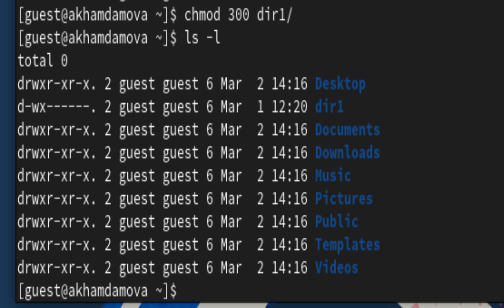 [guest@akhamdamova ~]$ chmod 300 dir1/
[guest@akhamdamova ~]$ ls -l
total 0
drwxr-xr-x. 2 guest guest 6 Mar  2 14:16 Desktop
d-wx------. 2 guest guest 6 Mar  1 12:20 dir1
drwxr-xr-x. 2 guest guest 6 Mar  2 14:16 Documents
drwxr-xr-x. 2 guest guest 6 Mar  2 14:16 Downloads
drwxr-xr-x. 2 guest guest 6 Mar  2 14:16 Music
drwxr-xr-x. 2 guest guest 6 Mar  2 14:16 Pictures
drwxr-xr-x. 2 guest guest 6 Mar  2 14:16 Public
drwxr-xr-x. 2 guest guest 6 Mar  2 14:16 Templates
drwxr-xr-x. 2 guest guest 6 Mar  2 14:16 Videos
[guest@akhamdamova ~]$